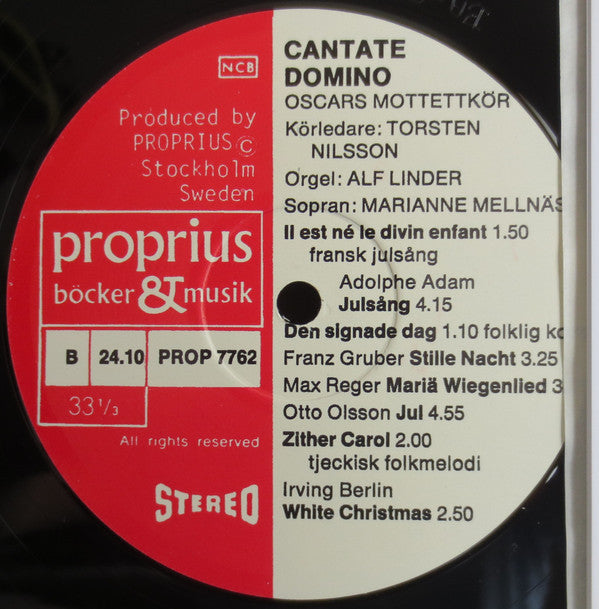 NCB
Produced by
PROPRIUS ©
Stockholm
Sweden
proprius
böcker & musik
B 24.10 PROP 7762
33 1/3
All rights reserved
STEREO
CANTATE
DOMINO
OSCARS MOTTETTKÖR
Körledare: TORSTEN
NILSSON
Orgel: ALF LINDER
Sopran: MARIANNE MELLNÄS
Il est né le divin enfant 1.50
fransk julsång
Adolphe Adam
Julsång 4.15
Den signade dag 1.10 folklig
Franz Gruber Stille Nacht 3.25
Max Reger Mariä Wiegenlied 3
Otto Olsson Jul 4.55
Zither Carol 2.00
tjeckisk folkmelodi
Irving Berlin
White Christmas 2.50